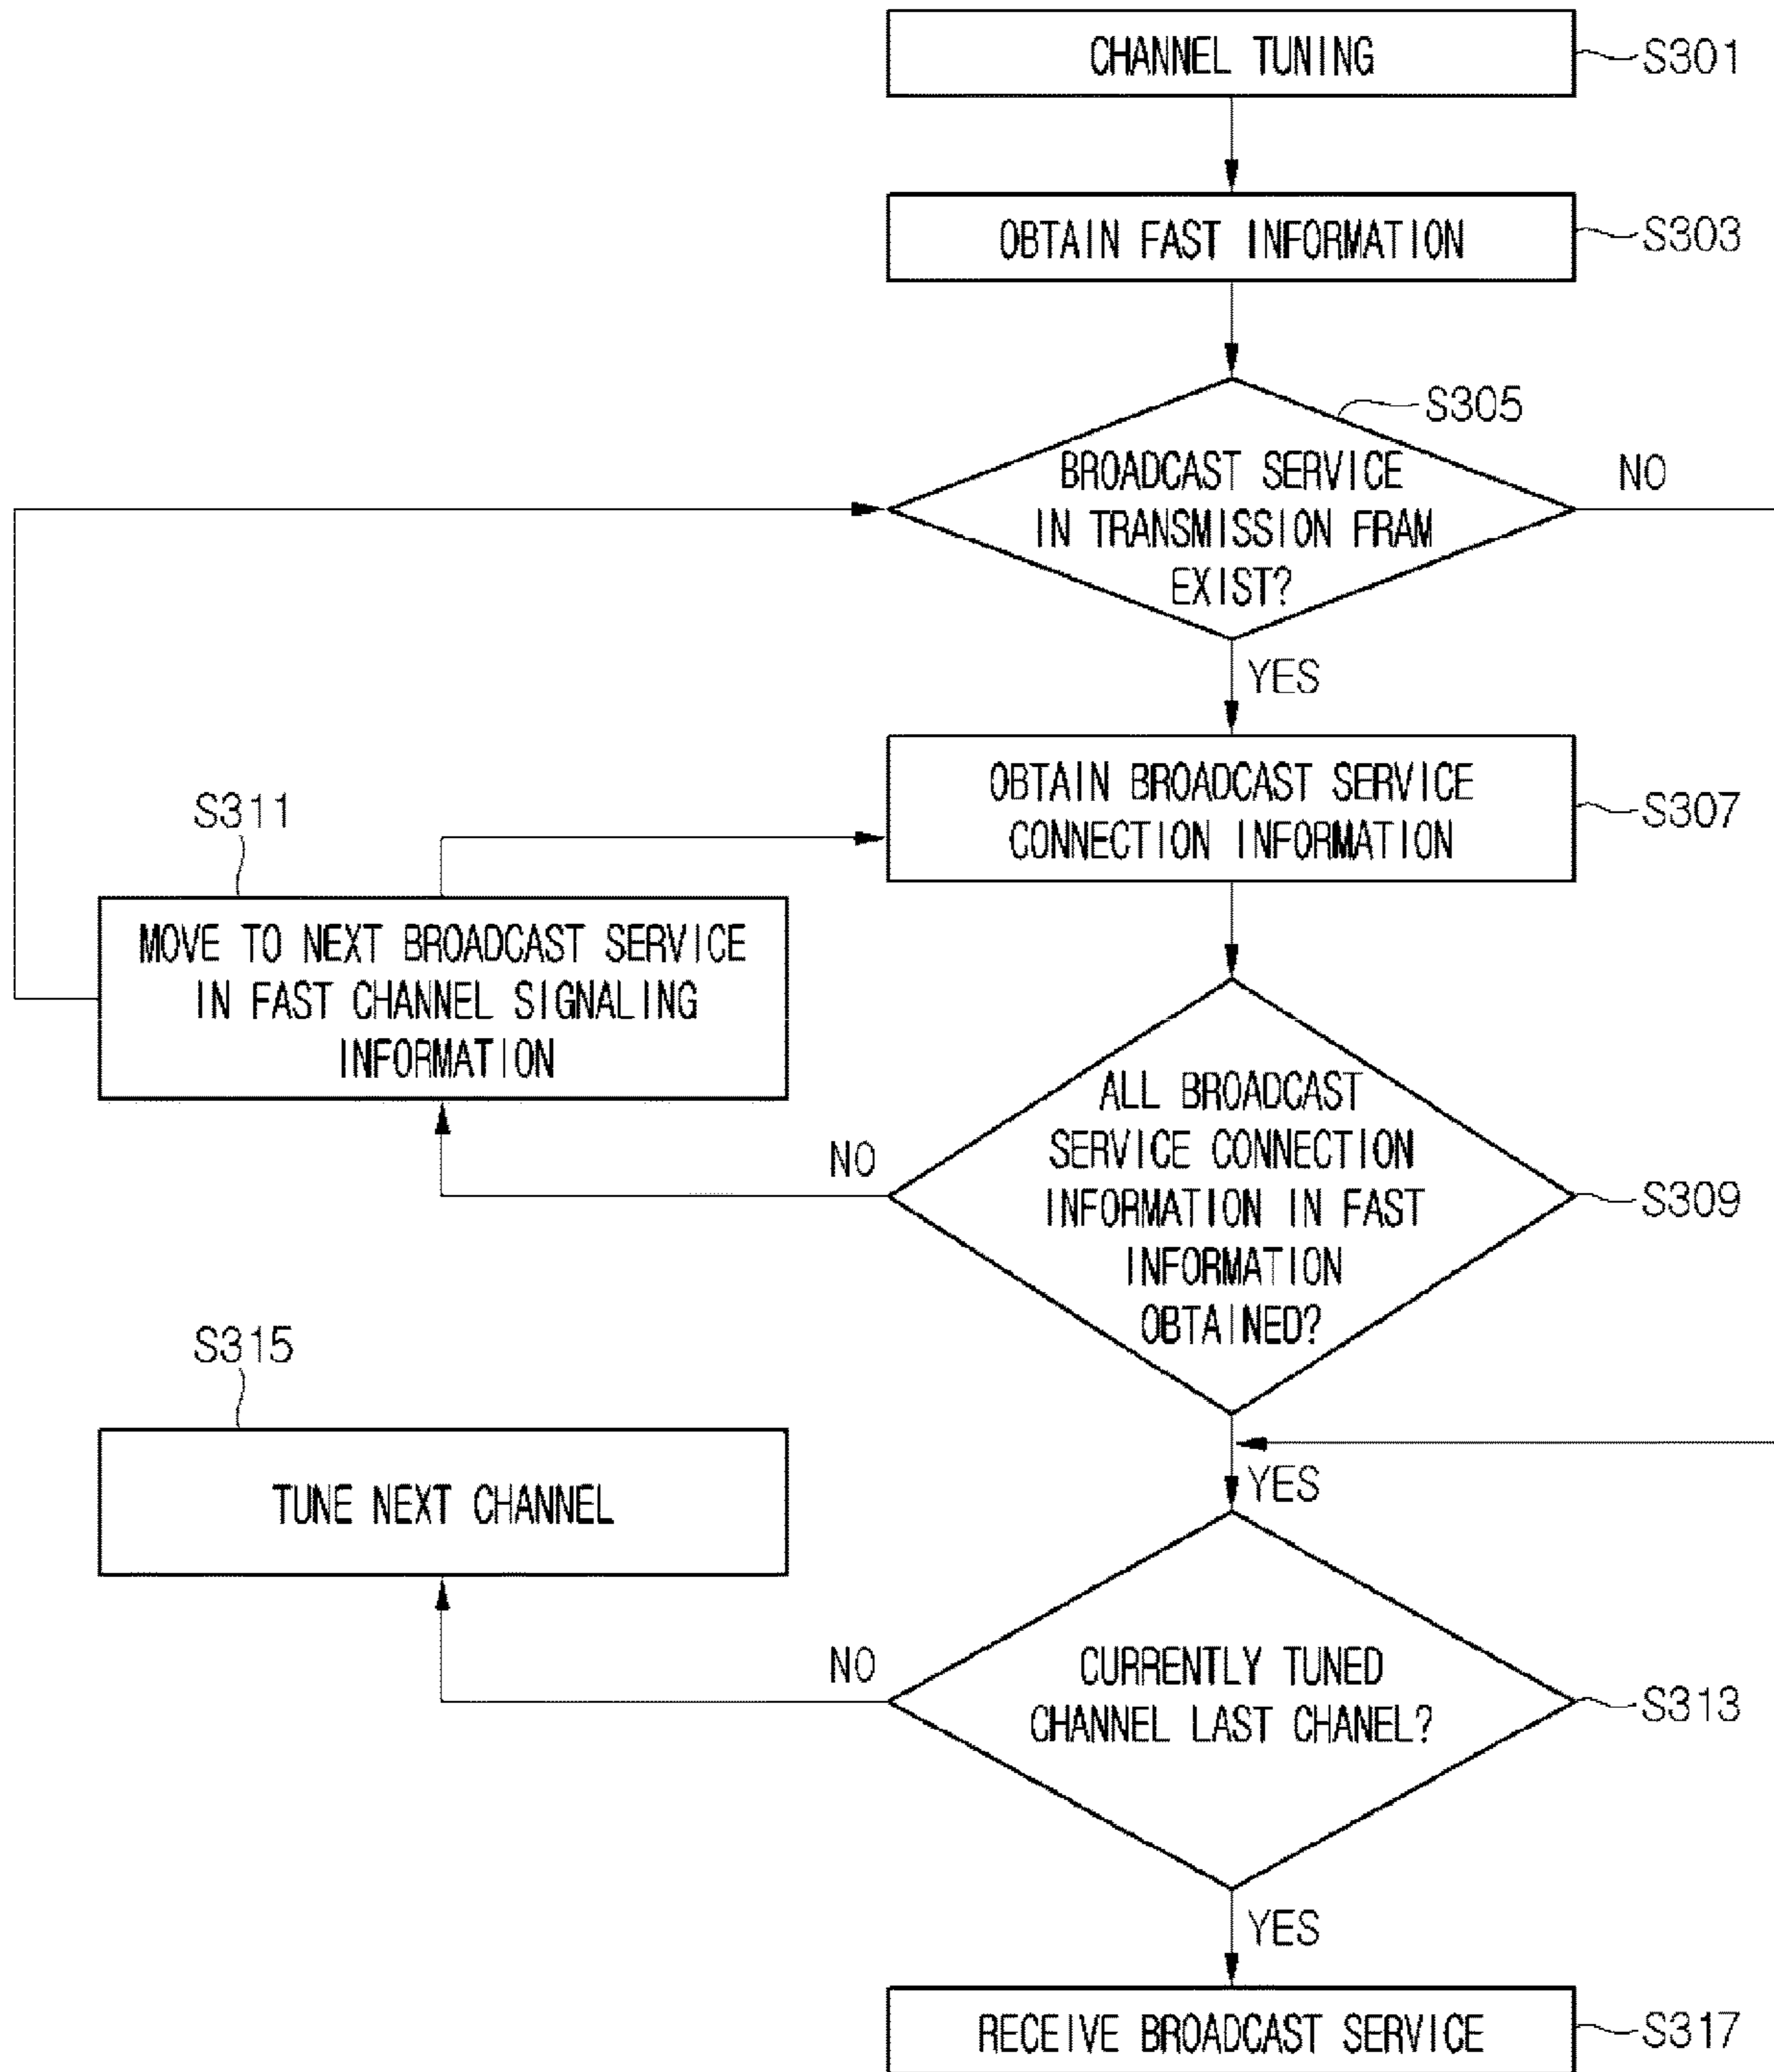 CHANNEL TUNING
S301
OBTAIN FAST INFORMATION
S303
S305
BROADCAST SERVICE
IN TRANSMISSION FRAM
EXIST?
NO
YES
OBTAIN BROADCAST SERVICE
CONNECTION INFORMATION
S307
S311
MOVE TO NEXT BROADCAST SERVICE
IN FAST CHANNEL SIGNALING
INFORMATION
ALL BROADCAST
SERVICE CONNECTION
INFORMATION IN FAST
INFORMATION
OBTAINED?
NO
S309
S315
YES
TUNE NEXT CHANNEL
NO
CURRENTLY TUNED
CHANNEL LAST CHANEL?
S313
YES
RECEIVE BROADCAST SERVICE
S317